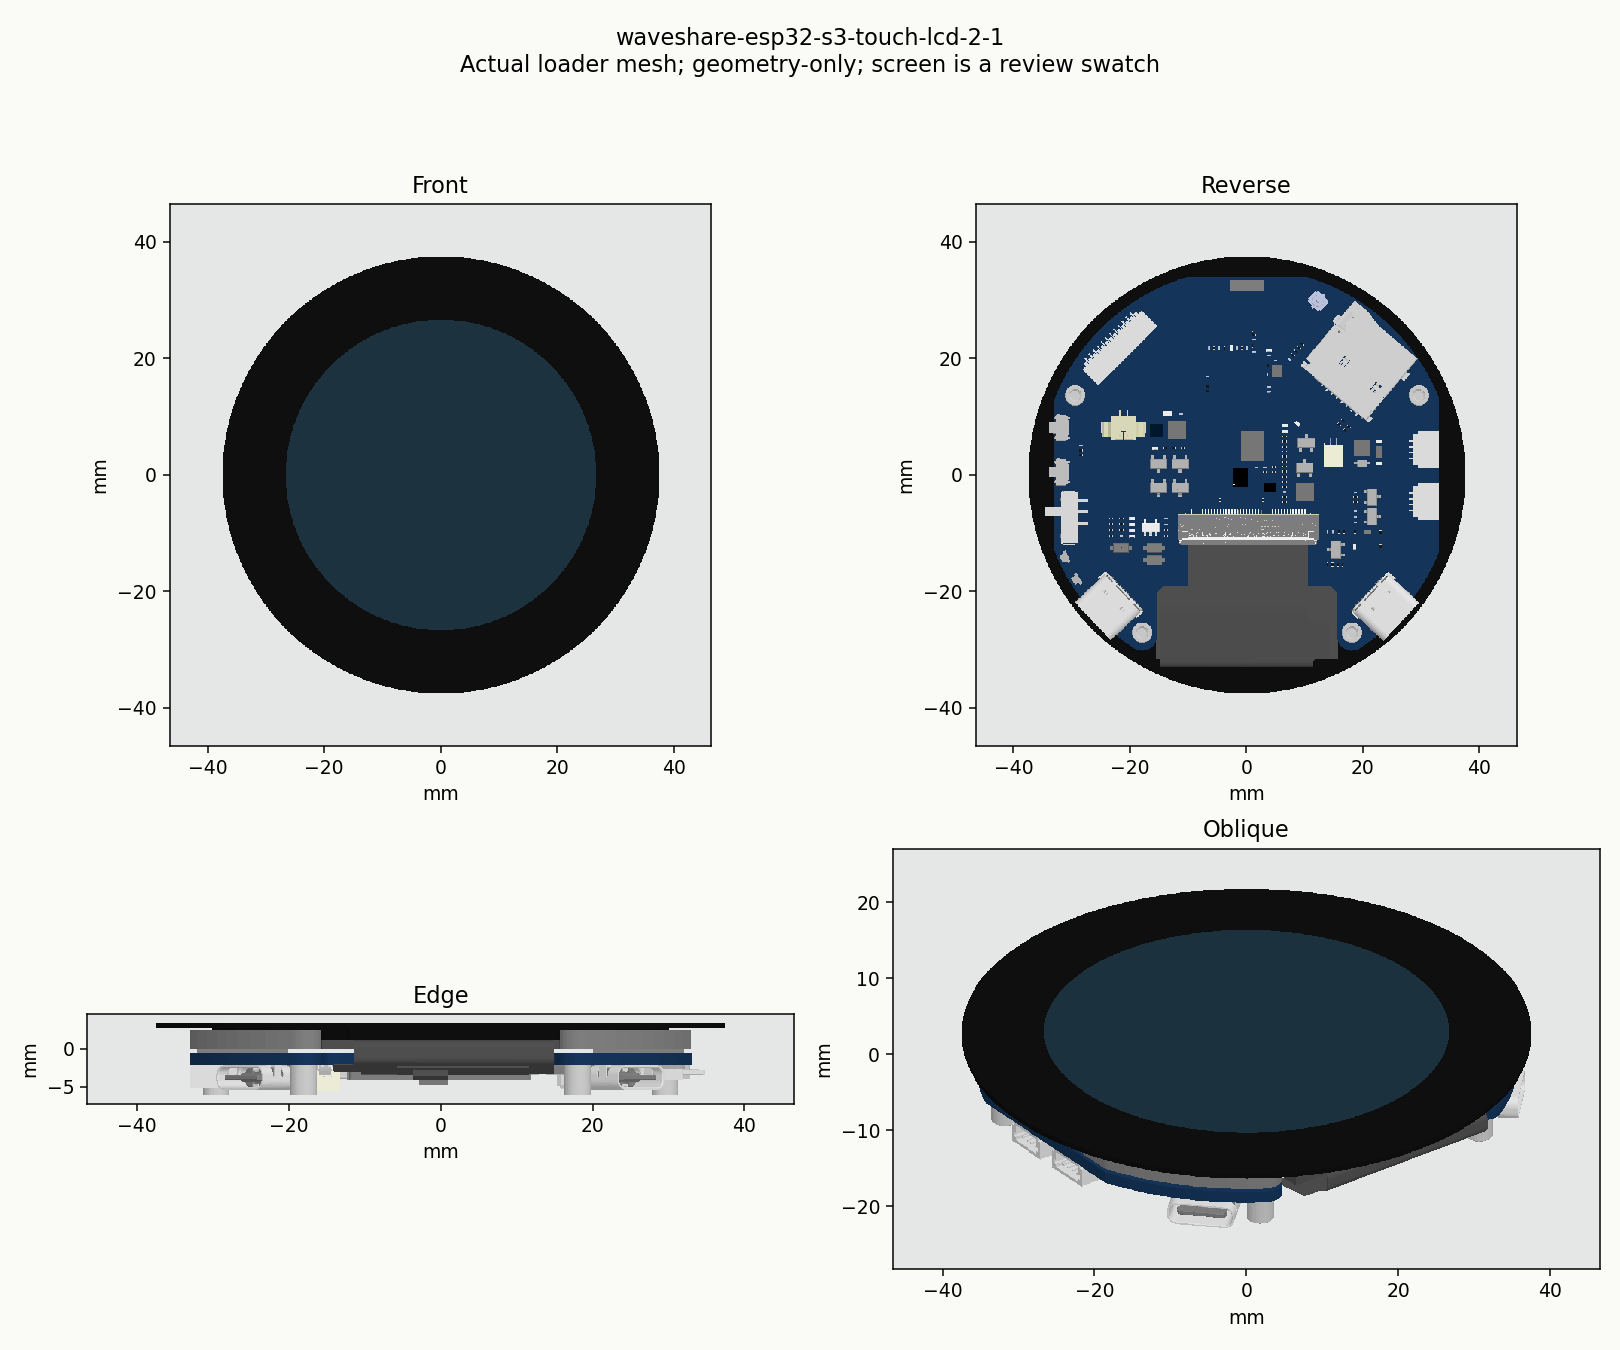 waveshare-esp32-s3-touch-lcd-2-1
Actual loader mesh; geometry-only; screen is a review swatch
Front
40
20
0
−20
−40
mm
−40 −20 0 20 40
mm
Reverse
40
20
0
−20
−40
mm
−40 −20 0 20 40
mm
Edge
0
−5
mm
−40 −20 0 20 40
mm
Oblique
20
10
0
−10
−20
mm
−40 −20 0 20 40
mm